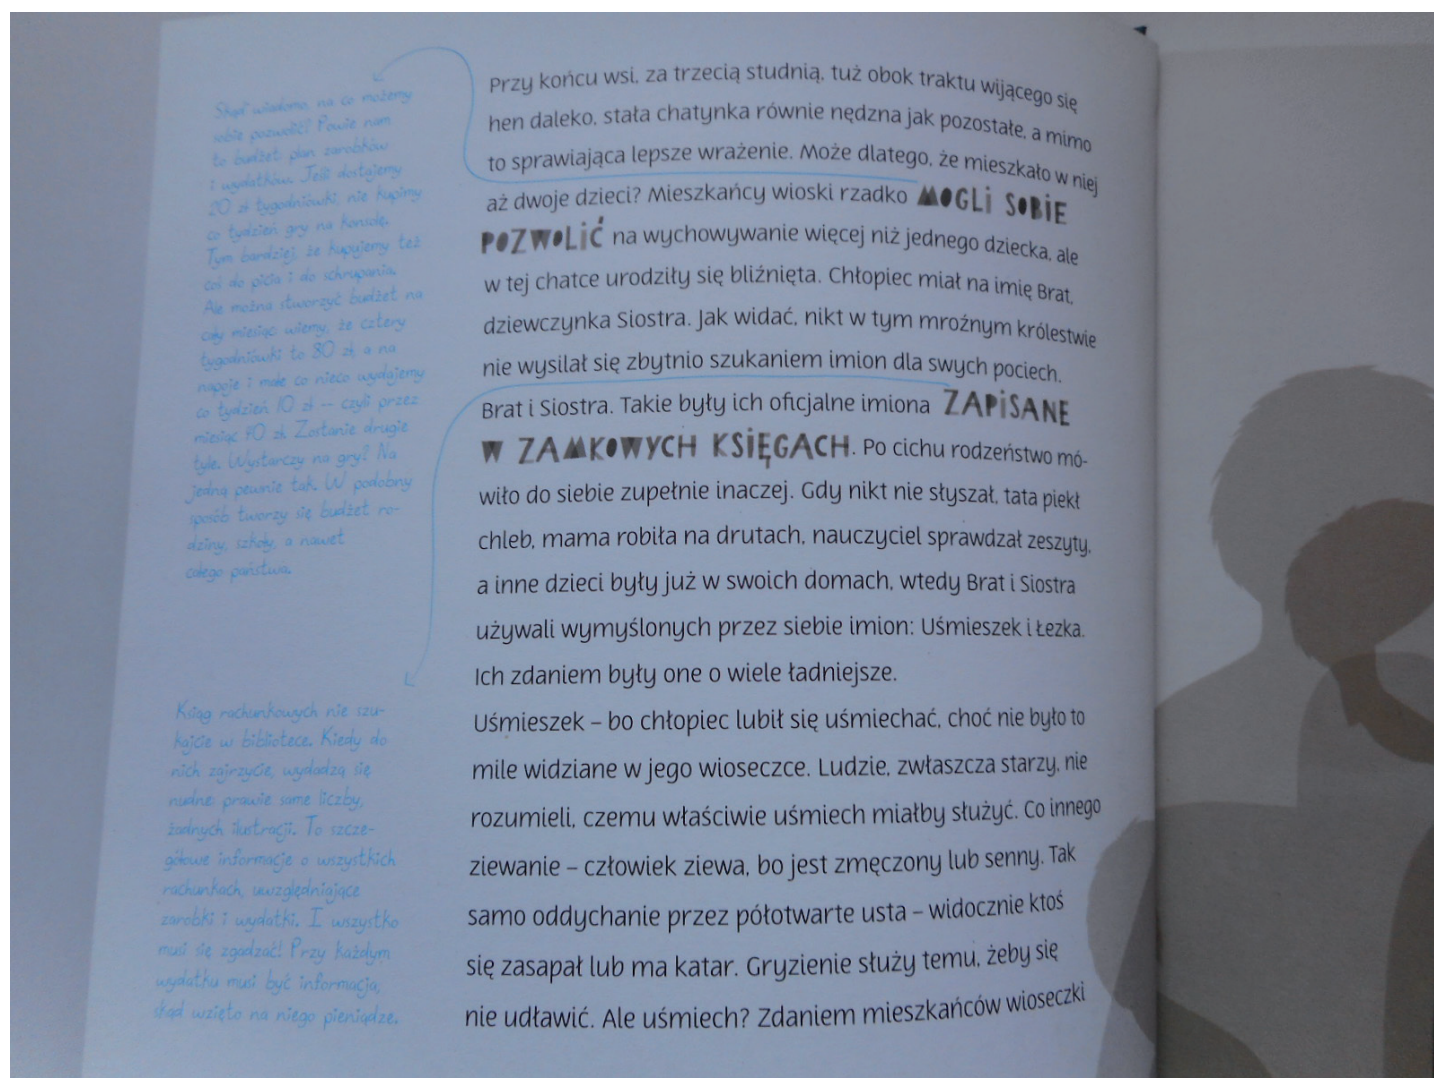 Przy końcu wsi, za trzecią studnią, tuż obok traktu wijącego się
hen daleko, stała chatynka równie nędzna jak pozostałe, a mimo
to sprawiająca lepsze wrażenie. Może dlatego, że mieszkało w niej
aż dwoje dzieci? Mieszkańcy wioski rzadko MOGLI SOBIE
POZWOLIĆ na wychowywanie więcej niż jednego dziecka, ale
w tej chatce urodziły się bliźnięta. Chłopiec miał na imię Brat,
dziewczynka Siostra. Jak widać, nikt w tym mroźnym królestwie
nie wysilał się zbytnio szukaniem imion dla swych pociech.
Brat i Siostra. Takie były ich oficjalne imiona ZAPISANE
W ZAMKOWYCH KSIĘGACH. Po cichu rodzeństwo mó-
wiło do siebie zupełnie inaczej. Gdy nikt nie słyszał, tata piekł
chleb, mama robiła na drutach, nauczyciel sprawdzał zeszyty,
a inne dzieci były już w swoich domach, wtedy Brat i Siostra
używali wymyślonych przez siebie imion: Uśmieszek i Łezka.
Ich zdaniem były one o wiele ładniejsze.
Uśmieszek – bo chłopiec lubił się uśmiechać, choć nie było to
mile widziane w jego wioseczce. Ludzie, zwłaszcza starzy, nie
rozumieli, czemu właściwie uśmiech miałby służyć. Co innego
ziewanie – człowiek ziewa, bo jest zmęczony lub senny. Tak
samo oddychanie przez półotwarte usta – widocznie ktoś
się zasapał lub ma katar. Gryzienie służy temu, żeby się
nie udławić. Ale uśmiech? Zdaniem mieszkańców wioseczki
Skąd wiadomo, na co możemy
sobie pozwolić? Powie nam
to budżet: plan zarobków
i wydatków. Jeśli dostajemy
20 zł tygodniówki, nie kupimy
co tydzień gry na konsolę.
Tym bardziej, że kupujemy też
coś do picia i do schrupania.
Ale można stworzyć budżet na
cały miesiąc: wiemy, że cztery
tygodniówki to 80 zł, a na
napoje i małe co nieco wydajemy
co tydzień 10 zł – czyli przez
miesiąc 40 zł. Zostanie drugie
tyle. Wystarczy na gry? Na
jedną pewnie tak. W podobny
sposób tworzy się budżet ro-
dziny, szkoły, a nawet
całego państwa.
Ksiąg rachunkowych nie szu-
kajcie w bibliotece. Kiedy do
nich zajrzycie, wydadzą się
nudne: prawie same liczby,
żadnych ilustracji. To szcze-
gółowe informacje o wszystkich
rachunkach, uwzględniające
zarobki i wydatki. I wszystko
musi się zgadzać! Przy każdym
wydatku musi być informacja,
skąd wzięto na niego pieniądze.